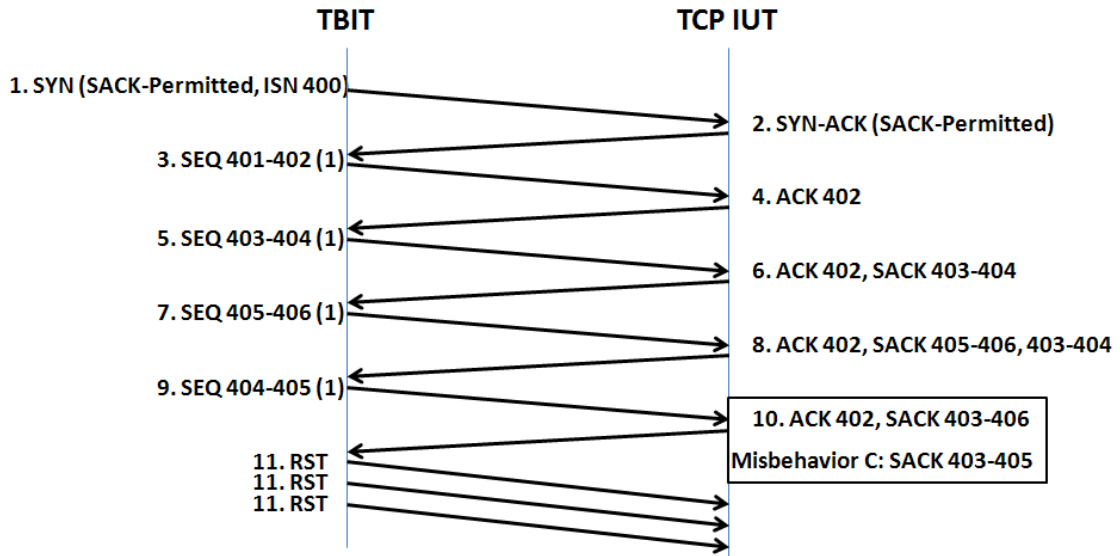 TBIT
TCP IUT
1. SYN (SACK-Permitted, ISN 400)
2. SYN-ACK (SACK-Permitted)
3. SEQ 401-402 (1)
4. ACK 402
5. SEQ 403-404 (1)
6. ACK 402, SACK 403-404
7. SEQ 405-406 (1)
8. ACK 402, SACK 405-406, 403-404
9. SEQ 404-405 (1)
10. ACK 402, SACK 403-406
Misbehavior C: SACK 403-405
11. RST
11. RST
11. RST